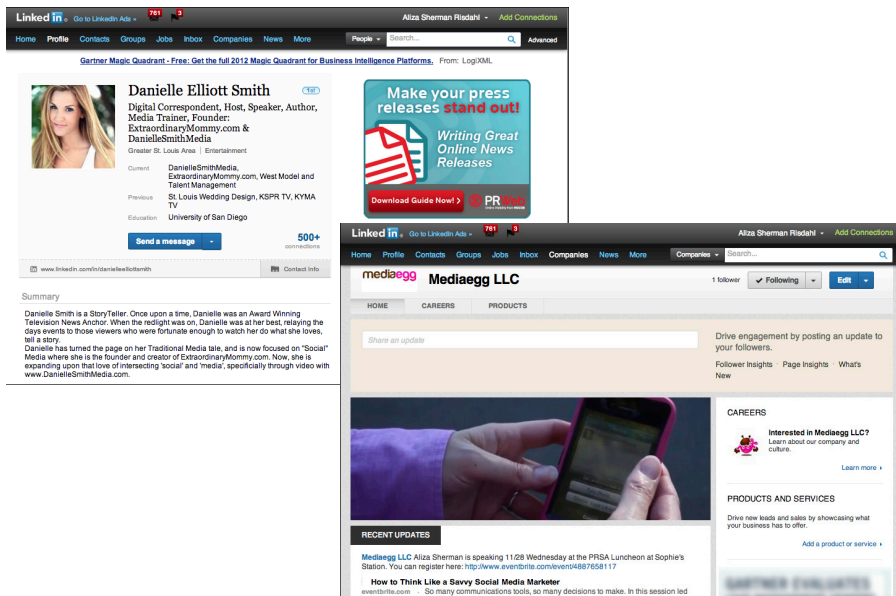 Linked in Go to LinkedIn Ads » 761 3 Aliza Sherman Risdahl Add Connections
Home Profile Contacts Groups Jobs Inbox Companies News More People Search... Advanced
Gartner Magic Quadrant - Free: Get the full 2012 Magic Quadrant for Business Intelligence Platforms. From: LogiXML
Danielle Elliott Smith 1st
Digital Correspondent, Host, Speaker, Author,
Media Trainer, Founder:
ExtraordinaryMommy.com &
DanielleSmithMedia
Greater St. Louis Area | Entertainment
Current DanielleSmithMedia,
ExtraordinaryMommy.com, West Model and
Talent Management
Previous St. Louis Wedding Design, KSPR TV, KYMA
TV
Education University of San Diego
Send a message 500+
connections
www.linkedin.com/in/danielleelliottsmith Contact Info
Make your press
releases stand out!
Writing Great
Online News
Releases
Download Guide Now! > PRWeb
Summary
Danielle Smith is a StoryTeller. Once upon a time, Danielle was an Award Winning
Television News Anchor. When the redlight was on, Danielle was at her best, relaying the
days events to those viewers who were fortunate enough to watch her do what she loves,
tell a story.
Danielle has turned the page on her Traditional Media tale, and is now focused on "Social"
Media where she is the founder and creator of ExtraordinaryMommy.com. Now, she is
expanding upon that love of intersecting 'social' and 'media', specificially through video with
www.DanielleSmithMedia.com.
Linked in Go to LinkedIn Ads » 761 3 Aliza Sherman Risdahl Add Connections
Home Profile Contacts Groups Jobs Inbox Companies News More Companies Search...
mediaegg Mediaegg LLC 1 follower Following Edit
HOME CAREERS PRODUCTS
Share an update
Drive engagement by posting an update to
your followers.
Follower Insights Page Insights What's
New
CAREERS
Interested in Mediaegg LLC?
Learn about our company and
culture.
Learn more
PRODUCTS AND SERVICES
Drive new leads and sales by showcasing what
your business has to offer.
Add a product or service
RECENT UPDATES
Mediaegg LLC Aliza Sherman is speaking 11/28 Wednesday at the PRSA Luncheon at Sophie's
Station. You can register here: http://www.eventbrite.com/event/4887658117
How to Think Like a Savvy Social Media Marketer
eventbrite.com So many communications tools, so many decisions to make. In this session led
GARTNER EVALUATES